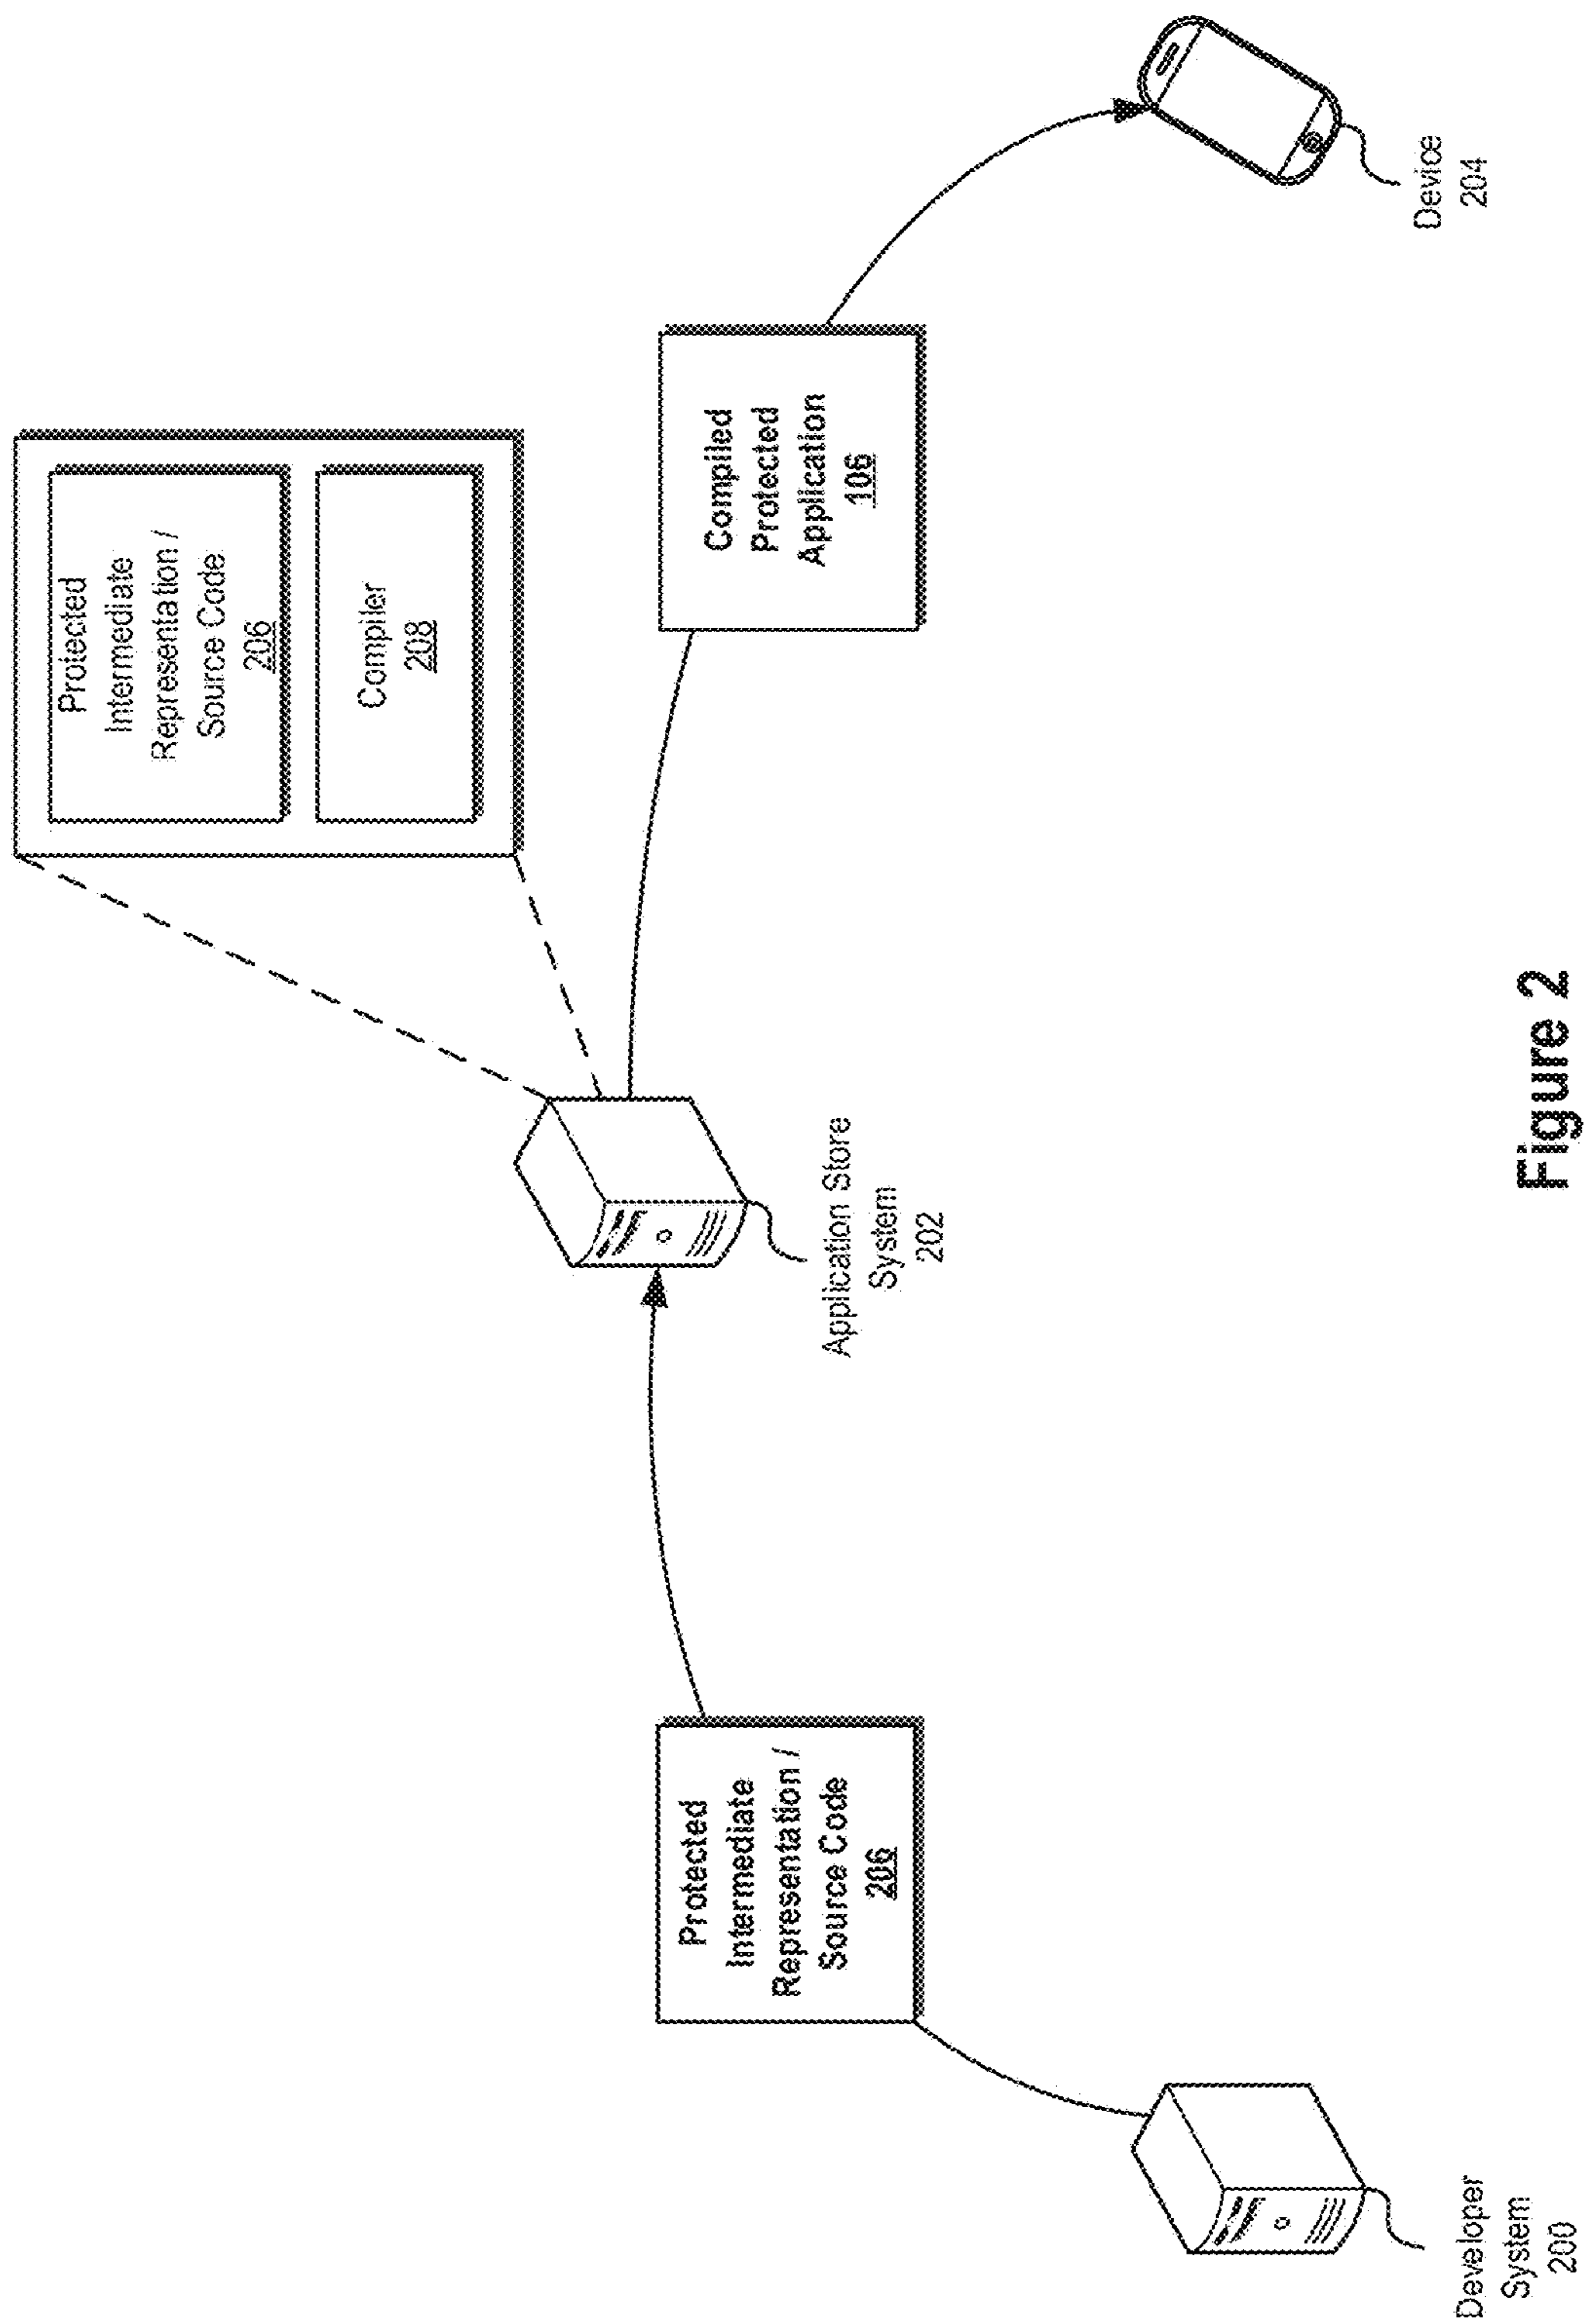 Protected
Intermediate
Representation /
Source Code
206
Compiler
208
Compiled
Protected
Application
106
Device
204
Application Store
System
202
Protected
Intermediate
Representation /
Source Code
206
Developer
System
200
Figure 2